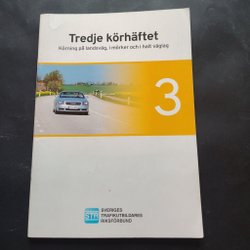 Tredje körhäftet
Körning på landsväg, i mörker och i halt väglag
3
STR
SVERIGES
TRAFIKUTBILDARES
RIKSFÖRBUND